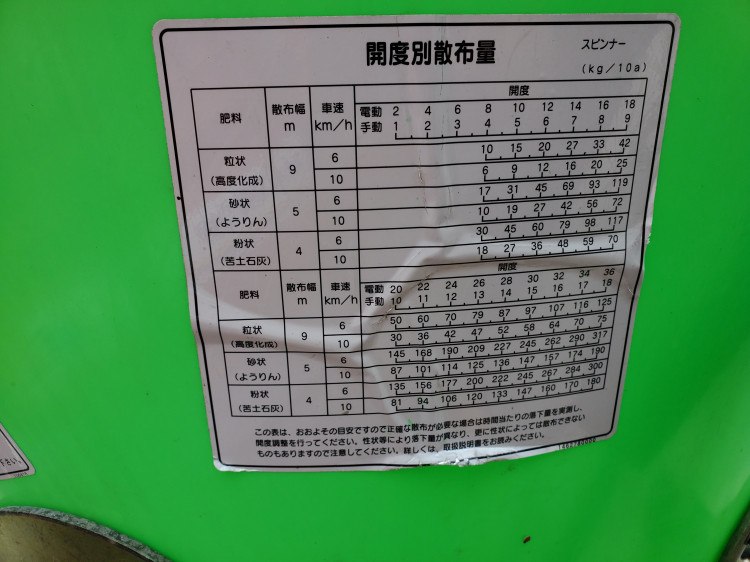 開度別散布量
スピンナー
(kg/10a)
肥料 散布幅 m 車速 km/h 開度
電動 2 4 6 8 10 12 14 16 18
手動 1 2 3 4 5 6 7 8 9
粒状 (高度化成) 9 6 10 15 20 27 33 42
10 6 9 12 16 20 25
砂状 (ようりん) 5 6 17 31 45 69 93 119
10 10 19 27 42 56 72
粉状 (苦土石灰) 4 6 30 45 60 79 98 117
10 18 27 36 48 59 70
肥料 散布幅 m 車速 km/h 開度
電動 20 22 24 26 28 30 32 34 36
手動 10 11 12 13 14 15 16 17 18
粒状 (高度化成) 9 6 50 60 70 79 87 97 107 116 125
10 30 36 42 47 52 58 64 70 75
砂状 (ようりん) 5 6 145 168 190 209 227 245 262 290 317
10 87 101 114 125 136 147 157 174 190
粉状 (苦土石灰) 4 6 135 156 177 200 222 245 267 284 300
10 81 94 106 120 133 147 160 170 180
この表は、おおよその目安ですので正確な散布が必要な場合は時間当たりの落下量を実測し、
開度調整を行ってください。性状等により落下量が異なり、更に性状によっては散布できない
ものもありますので注意してください。詳しくは、取扱説明書をお読みください。